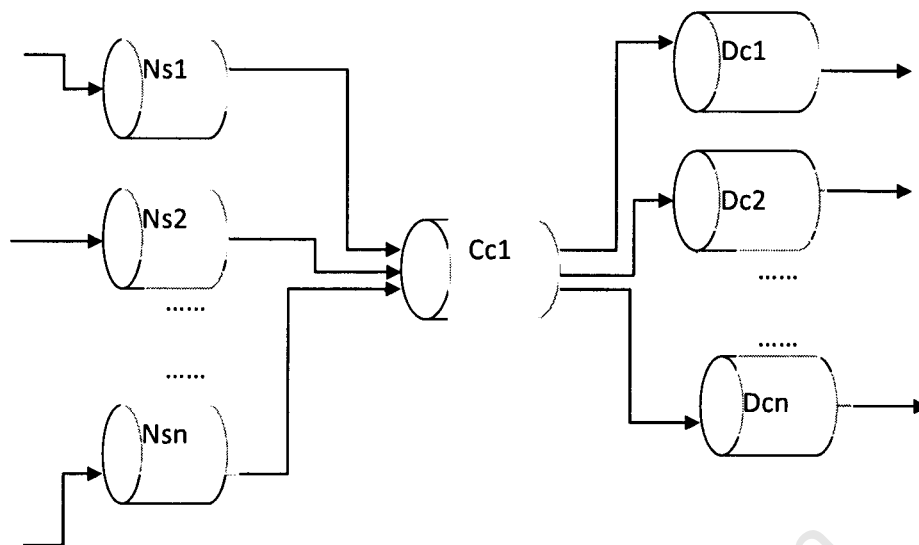 Ns1
Ns2
......
......
Nsn
Cc1
Dc1
Dc2
......
......
Dcn